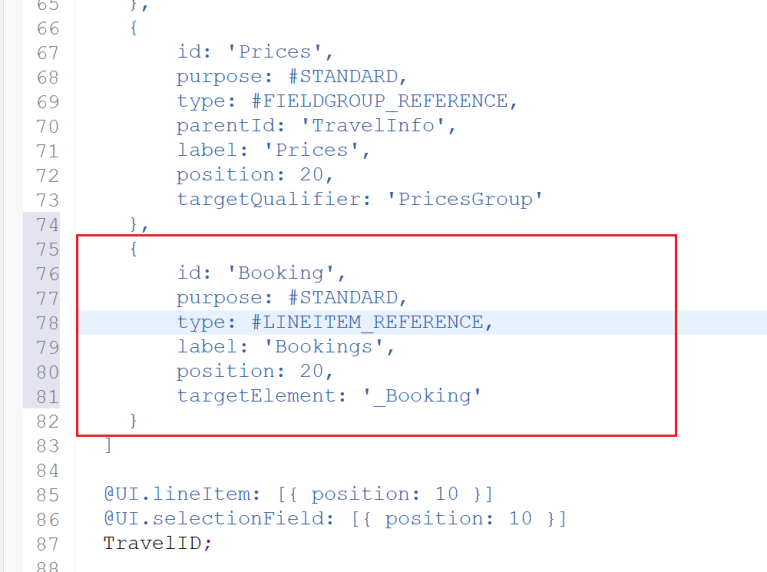 65 },
66 {
67 id: 'Prices',
68 purpose: #STANDARD,
69 type: #FIELDGROUP_REFERENCE,
70 parentId: 'TravelInfo',
71 label: 'Prices',
72 position: 20,
73 targetQualifier: 'PricesGroup'
74 },
75 {
76 id: 'Booking',
77 purpose: #STANDARD,
78 type: #LINEITEM_REFERENCE,
79 label: 'Bookings',
80 position: 20,
81 targetElement: '_Booking'
82 }
83 ]
84
85 @UI.lineItem: [{ position: 10 }]
86 @UI.selectionField: [{ position: 10 }]
87 TravelID;
88